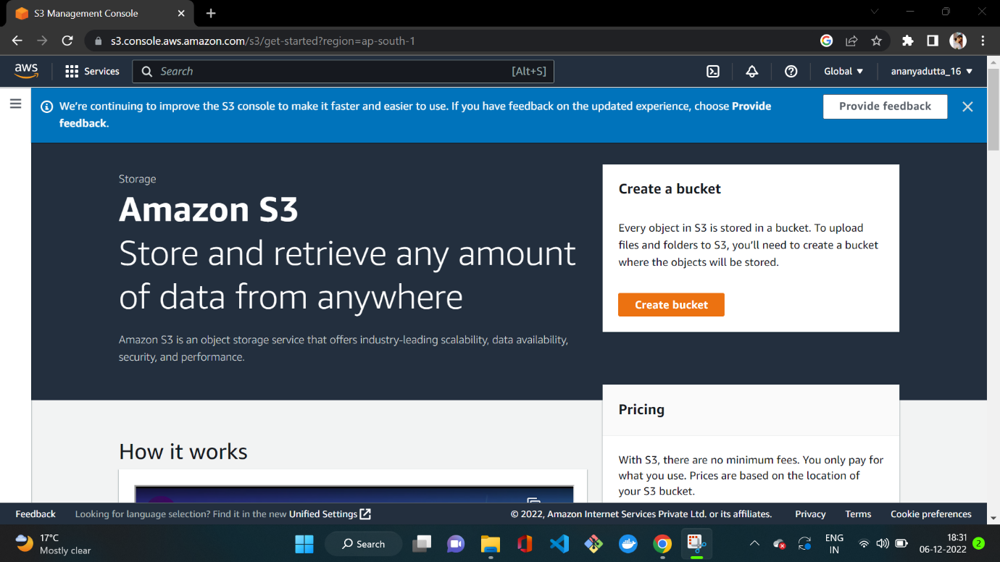 S3 Management Console
s3.console.aws.amazon.com/s3/get-started?region=ap-south-1
aws
Services
Search
[Alt+S]
Global
ananyadutta_16
We're continuing to improve the S3 console to make it faster and easier to use. If you have feedback on the updated experience, choose Provide
feedback.
Provide feedback
Storage
Amazon S3
Store and retrieve any amount
of data from anywhere
Amazon S3 is an object storage service that offers industry-leading scalability, data availability,
security, and performance.
Create a bucket
Every object in S3 is stored in a bucket. To upload
files and folders to S3, you'll need to create a bucket
where the objects will be stored.
Create bucket
How it works
Pricing
With S3, there are no minimum fees. You only pay for
what you use. Prices are based on the location of
your S3 bucket.
Feedback
Looking for language selection? Find it in the new Unified Settings
© 2022, Amazon Internet Services Private Ltd. or its affiliates.
Privacy
Terms
Cookie preferences
17°C
Mostly clear
Search
ENG
IN
18:31
06-12-2022
2